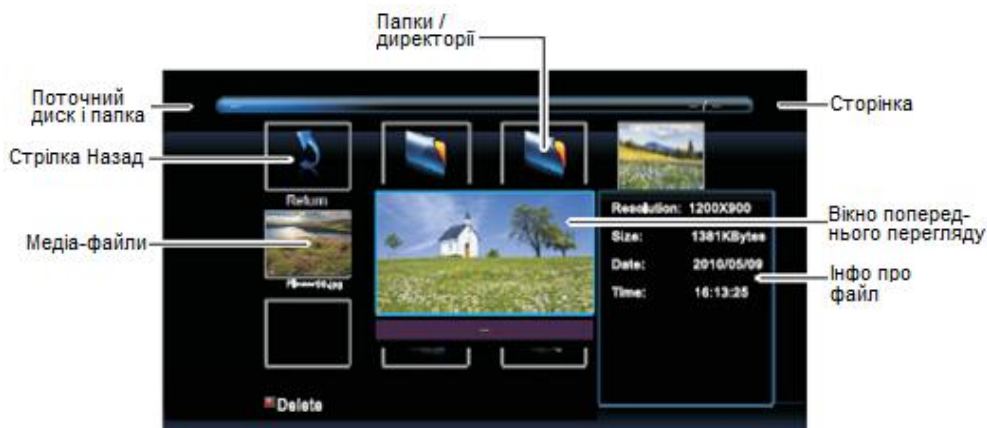 Папки /
директорії
Поточний
диск і папка
Сторінка
Стрілка Назад
Return
Resolution: 1200X900
Вікно поперед-
нього перегляду
Size: 1381KBytes
Медіа-файли
Date: 2010/05/09
Інфо про
файл
Time: 16:13:25
Delete